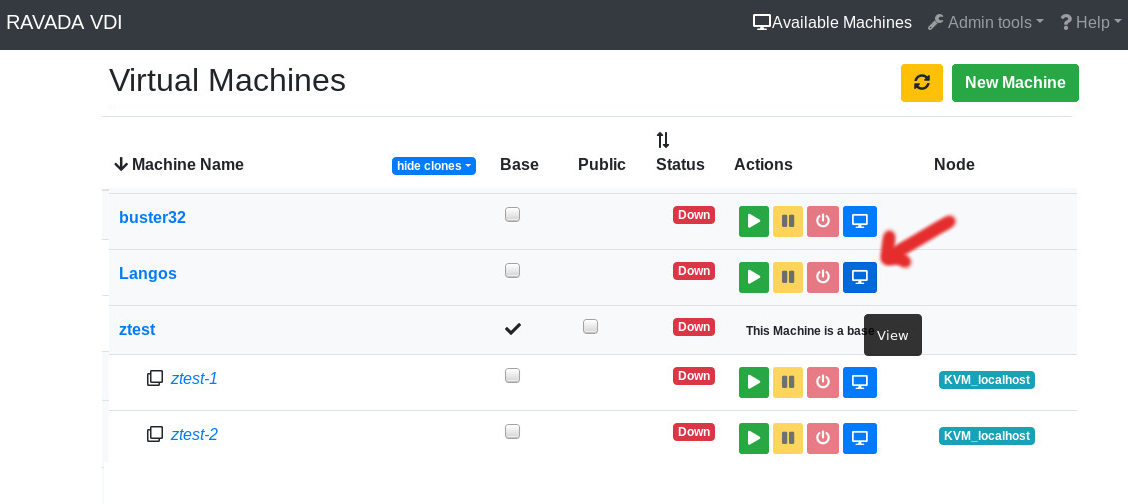 RAVADA VDI Available Machines Admin tools Help
Virtual Machines New Machine
Machine Name hide clones Base Public Status Actions Node
buster32 Down
Langos Down
ztest Down This Machine is a base
View
ztest-1 Down KVM_localhost
ztest-2 Down KVM_localhost